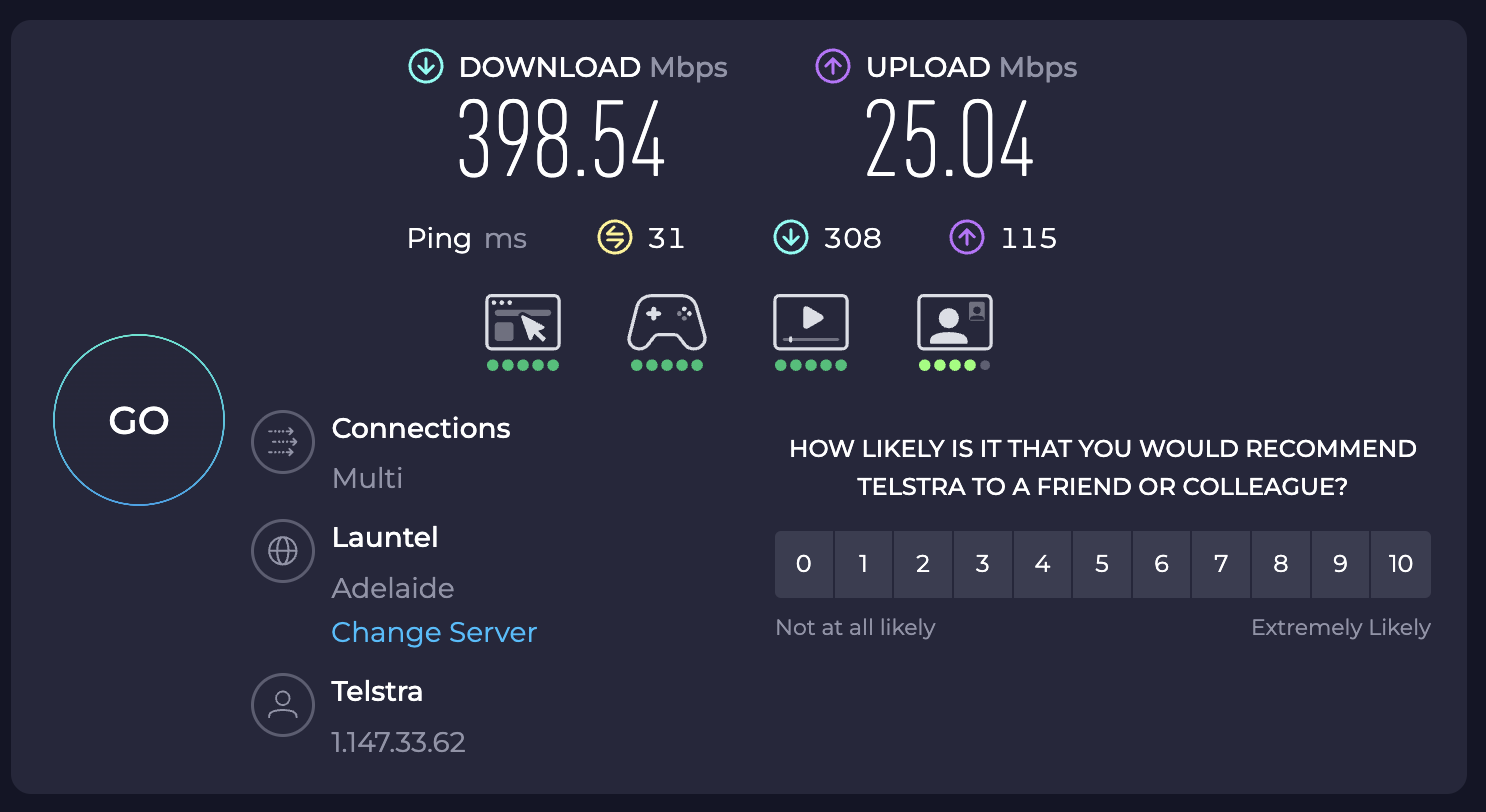 DOWNLOAD Mbps
398.54
UPLOAD Mbps
25.04
Ping ms 31 308 115
GO
Connections
Multi
Launtel
Adelaide
Change Server
Telstra
1.147.33.62
HOW LIKELY IS IT THAT YOU WOULD RECOMMEND
TELSTRA TO A FRIEND OR COLLEAGUE?
0 1 2 3 4 5 6 7 8 9 10
Not at all likely Extremely Likely